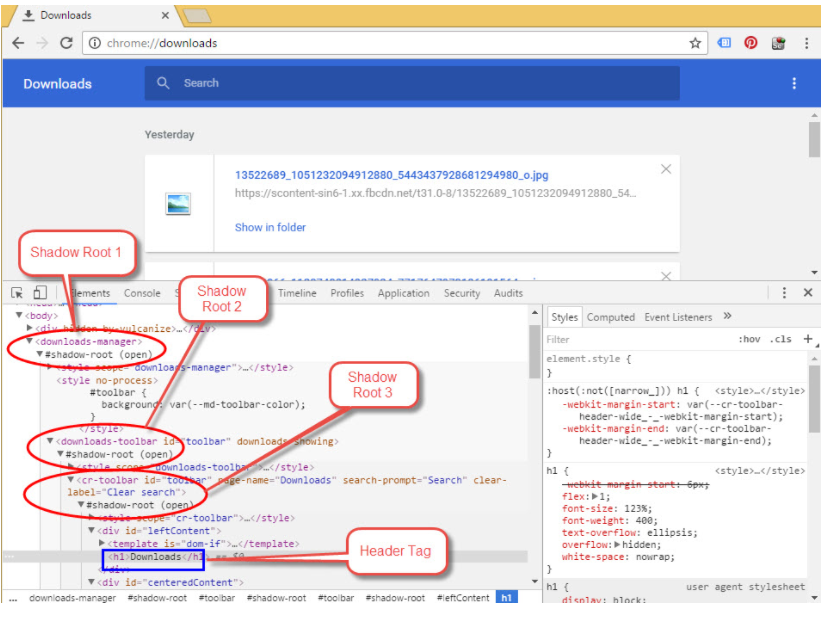 Downloads
chrome://downloads
Downloads
Search
Yesterday
13522689_1051232094912880_5443437928681294980_o.jpg
https://scontent-sin6-1.xx.fbcdn.net/t31.0-8/13522689_1051232094912880_54...
Show in folder
Shadow Root 1
Shadow
Root 2
Elements Console Timeline Profiles Application Security Audits
<body>
<div hidden by-vulcanize>…</div>
<downloads-manager>
#shadow-root (open)
<style scope="downloads-manager">…</style>
<style no-process>
#toolbar {
background: var(--md-toolbar-color);
}
</style>
Shadow
Root 3
<downloads-toolbar id="toolbar" downloads-showing>
#shadow-root (open)
<style scope="downloads-toolbar">…</style>
<cr-toolbar id="toolbar" page-name="Downloads" search-prompt="Search" clear-
label="Clear search">
#shadow-root (open)
<style scope="cr-toolbar">…</style>
<div id="leftContent">
<template is="dom-if">…</template>
<h1>Downloads</h1> == $0
</div>
<div id="centeredContent">
Header Tag
... downloads-manager #shadow-root #toolbar #shadow-root #toolbar #shadow-root #leftContent h1
Styles Computed Event Listeners »
Filter :hov .cls +
element.style {
}
:host(:not([narrow_])) h1 { <style>…</style>
-webkit-margin-start: var(--cr-toolbar-
header-wide_-_-webkit-margin-start);
-webkit-margin-end: var(--cr-toolbar-
header-wide_-_-webkit-margin-end);
}
h1 { <style>…</style>
-webkit-margin-start: 6px;
flex: 1;
font-size: 123%;
font-weight: 400;
text-overflow: ellipsis;
overflow: hidden;
white-space: nowrap;
}
h1 { user agent stylesheet
display: block;